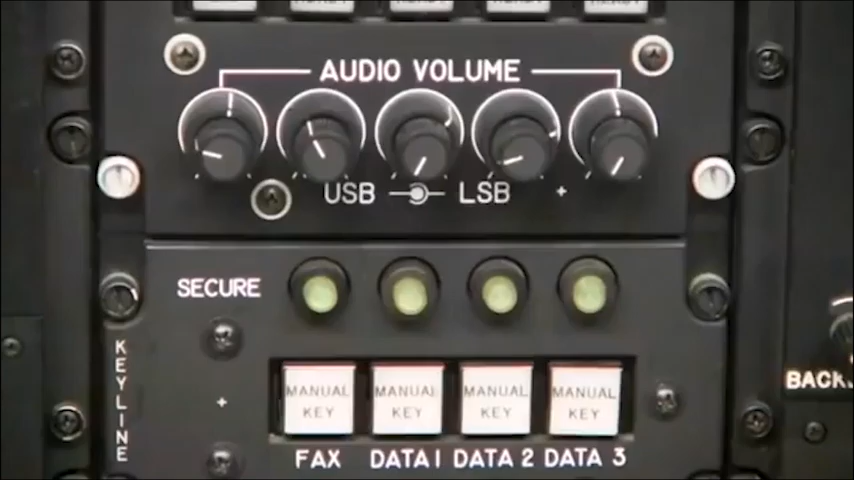 AUDIO VOLUME
USB LSB
SECURE
KEYLINE
MANUAL KEY MANUAL KEY MANUAL KEY MANUAL KEY
FAX DATA 1 DATA 2 DATA 3